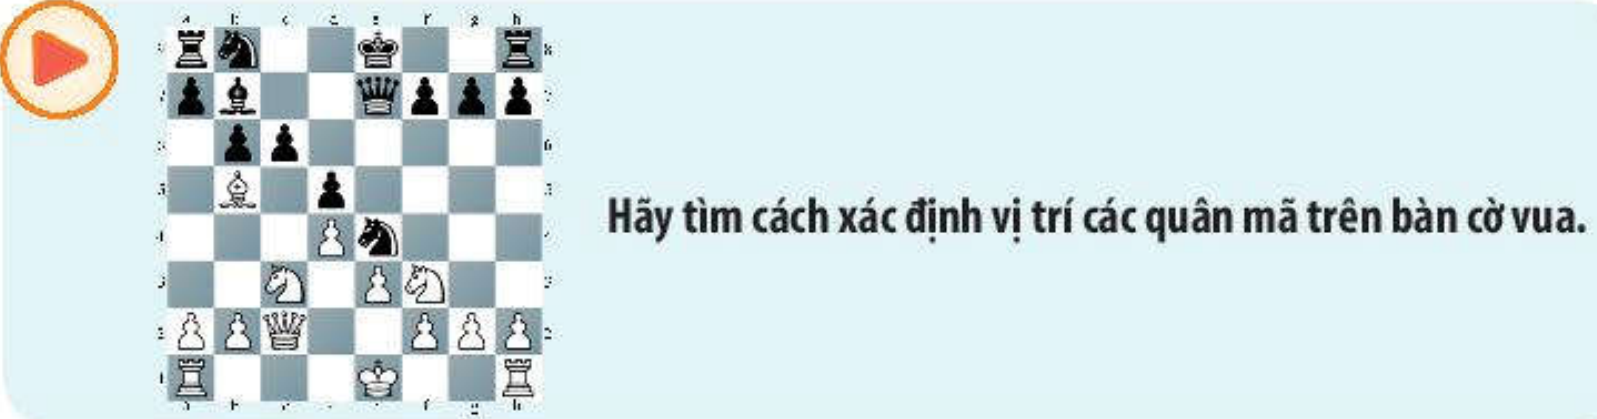 Hãy tìm cách xác định vị trí các quân mã trên bàn cờ vua.